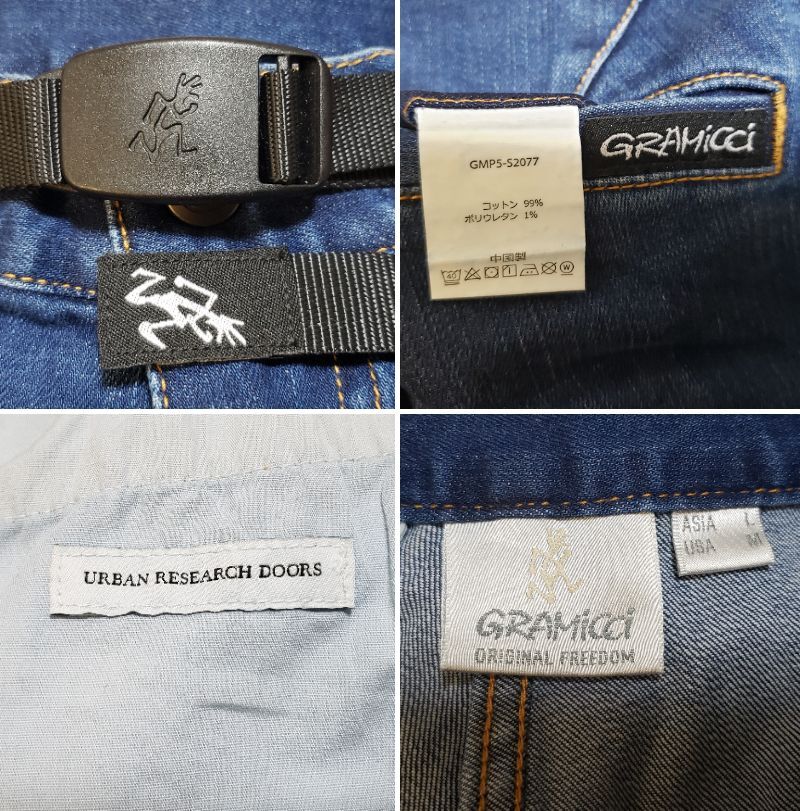 GRAMicci
GMP5-S2077
コットン 99%
ポリウレタン 1%
中国製
40
W
URBAN RESEARCH DOORS
ASIA L
USA M
GRAMicci
ORIGINAL FREEDOM